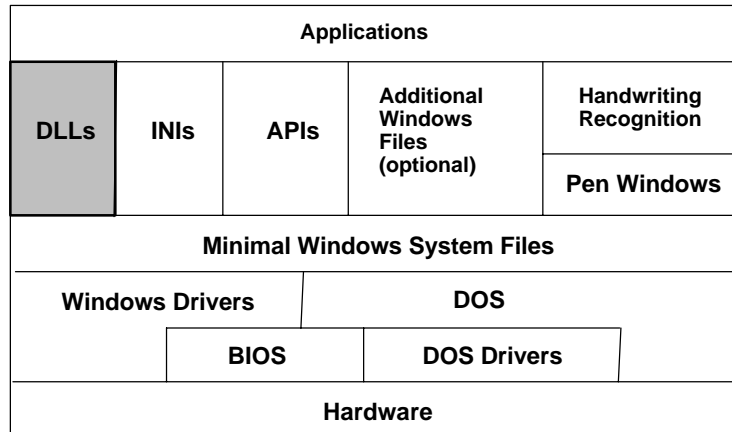 Applications
DLLs
INIs
APIs
Additional
Windows
Files
(optional)
Handwriting
Recognition
Pen Windows
Minimal Windows System Files
Windows Drivers
DOS
BIOS
DOS Drivers
Hardware